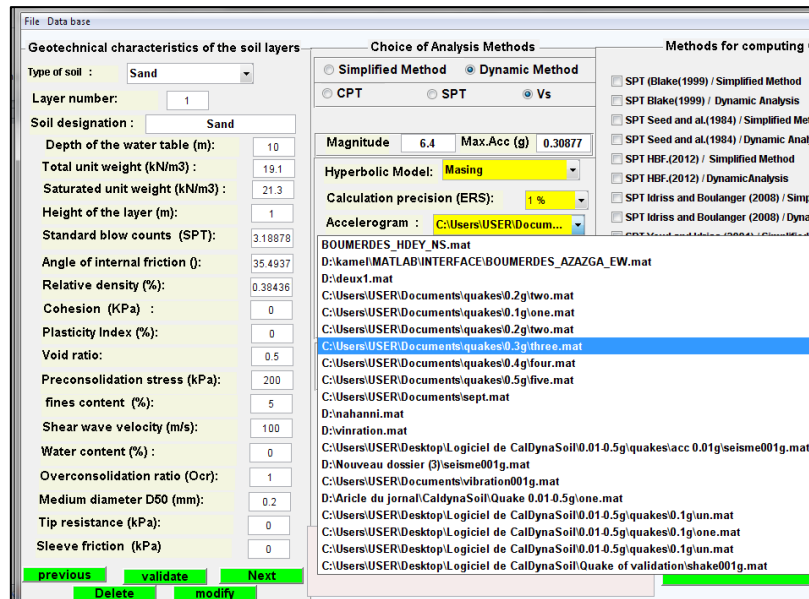 File Data base
Geotechnical characteristics of the soil layers
Type of soil : Sand
Layer number: 1
Soil designation : Sand
Depth of the water table (m): 10
Total unit weight (kN/m3) : 19.1
Saturated unit weight (kN/m3) : 21.3
Height of the layer (m): 1
Standard blow counts (SPT): 3.18878
Angle of internal friction (): 35.4937
Relative density (%): 0.38436
Cohesion (KPa) : 0
Plasticity Index (%): 0
Void ratio: 0.5
Preconsolidation stress (kPa): 200
fines content (%): 5
Shear wave velocity (m/s): 100
Water content (%) : 0
Overconsolidation ratio (Ocr): 1
Medium diameter D50 (mm): 0.2
Tip resistance (kPa): 0
Sleeve friction (kPa) 0
previous validate Next
Delete modify
Choice of Analysis Methods
Simplified Method Dynamic Method
CPT SPT Vs
Magnitude 6.4 Max.Acc (g) 0.30877
Hyperbolic Model: Masing
Calculation precision (ERS): 1 %
Accelerogram : C:\Users\USER\Docum...
BOUMERDES_HDEY_NS.mat
D:\kamel\MATLAB\INTERFACE\BOUMERDES_AZAZGA_EW.mat
D:\deux1.mat
C:\Users\USER\Documents\quakes\0.2g\two.mat
C:\Users\USER\Documents\quakes\0.1g\one.mat
C:\Users\USER\Documents\quakes\0.2g\two.mat
C:\Users\USER\Documents\quakes\0.3g\three.mat
C:\Users\USER\Documents\quakes\0.4g\four.mat
C:\Users\USER\Documents\quakes\0.5g\five.mat
C:\Users\USER\Documents\sept.mat
D:\nahanni.mat
D:\vinration.mat
C:\Users\USER\Desktop\Logiciel de CalDynaSoil\0.01-0.5g\quakes\acc 0.01g\seisme001g.mat
D:\Nouveau dossier (3)\seisme001g.mat
C:\Users\USER\Documents\vibration001g.mat
D:\Aricle du jornal\CaldynaSoil\Quake 0.01-0.5g\one.mat
C:\Users\USER\Desktop\Logiciel de CalDynaSoil\0.01-0.5g\quakes\0.1g\un.mat
C:\Users\USER\Desktop\Logiciel de CalDynaSoil\0.01-0.5g\quakes\0.1g\one.mat
C:\Users\USER\Desktop\Logiciel de CalDynaSoil\0.01-0.5g\quakes\0.1g\un.mat
C:\Users\USER\Desktop\Logiciel de CalDynaSoil\Quake of validation\shake001g.mat
Methods for computing
SPT (Blake(1999) / Simplified Method
SPT Blake(1999) / Dynamic Analysis
SPT Seed and al.(1984) / Simplified Met
SPT Seed and al.(1984) / Dynamic Anal
SPT HBF.(2012) / Simplified Method
SPT HBF.(2012) / DynamicAnalysis
SPT Idriss and Boulanger (2008) / Simp
SPT Idriss and Boulanger (2008) / Dyna